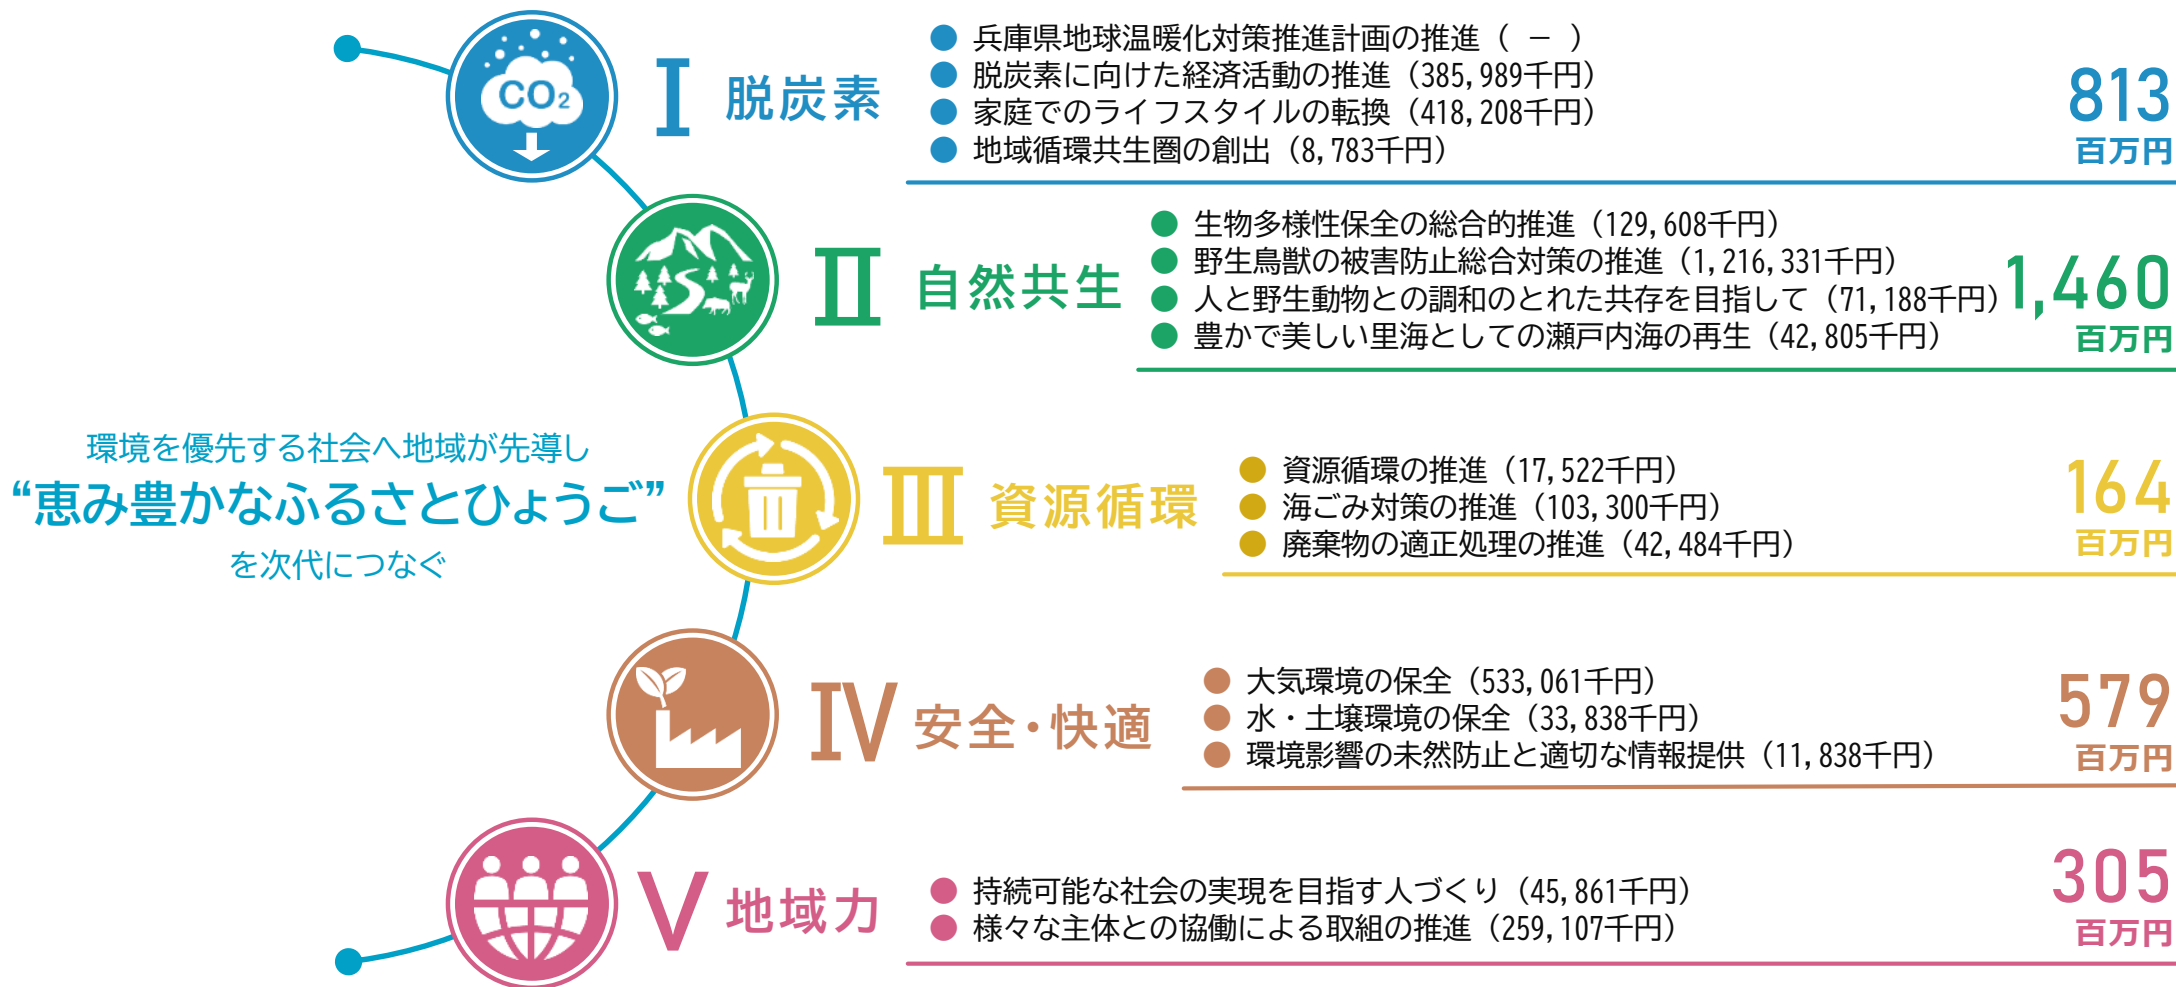 CO₂
Ⅰ 脱炭素
● 兵庫県地球温暖化対策推進計画の推進（ － ）
● 脱炭素に向けた経済活動の推進（385,989千円）
● 家庭でのライフスタイルの転換（418,208千円）
● 地域循環共生圏の創出（8,783千円）
813
百万円
Ⅱ 自然共生
● 生物多様性保全の総合的推進（129,608千円）
● 野生鳥獣の被害防止総合対策の推進（1,216,331千円）
● 人と野生動物との調和のとれた共存を目指して（71,188千円）
● 豊かで美しい里海としての瀬戸内海の再生（42,805千円）
1,460
百万円
環境を優先する社会へ地域が先導し
“恵み豊かなふるさとひょうご”
を次代につなぐ
Ⅲ 資源循環
● 資源循環の推進（17,522千円）
● 海ごみ対策の推進（103,300千円）
● 廃棄物の適正処理の推進（42,484千円）
164
百万円
Ⅳ 安全・快適
● 大気環境の保全（533,061千円）
● 水・土壌環境の保全（33,838千円）
● 環境影響の未然防止と適切な情報提供（11,838千円）
579
百万円
Ⅴ 地域力
● 持続可能な社会の実現を目指す人づくり（45,861千円）
● 様々な主体との協働による取組の推進（259,107千円）
305
百万円